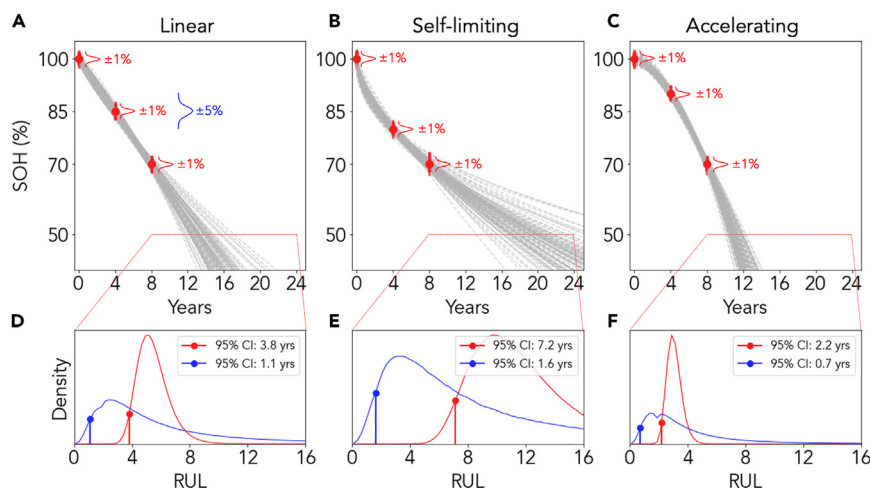 A Linear
B Self-limiting
C Accelerating
SOH (%)
100
85
70
50
±1%
±1%
±5%
±1%
0 4 8 12 16 20 24
Years
100
85
70
50
±1%
±1%
±1%
0 4 8 12 16 20 24
Years
100
85
70
50
±1%
±1%
±1%
0 4 8 12 16 20 24
Years
D
Density
95% CI: 3.8 yrs
95% CI: 1.1 yrs
0 4 8 12 16
RUL
E
95% CI: 7.2 yrs
95% CI: 1.6 yrs
0 4 8 12 16
RUL
F
95% CI: 2.2 yrs
95% CI: 0.7 yrs
0 4 8 12 16
RUL